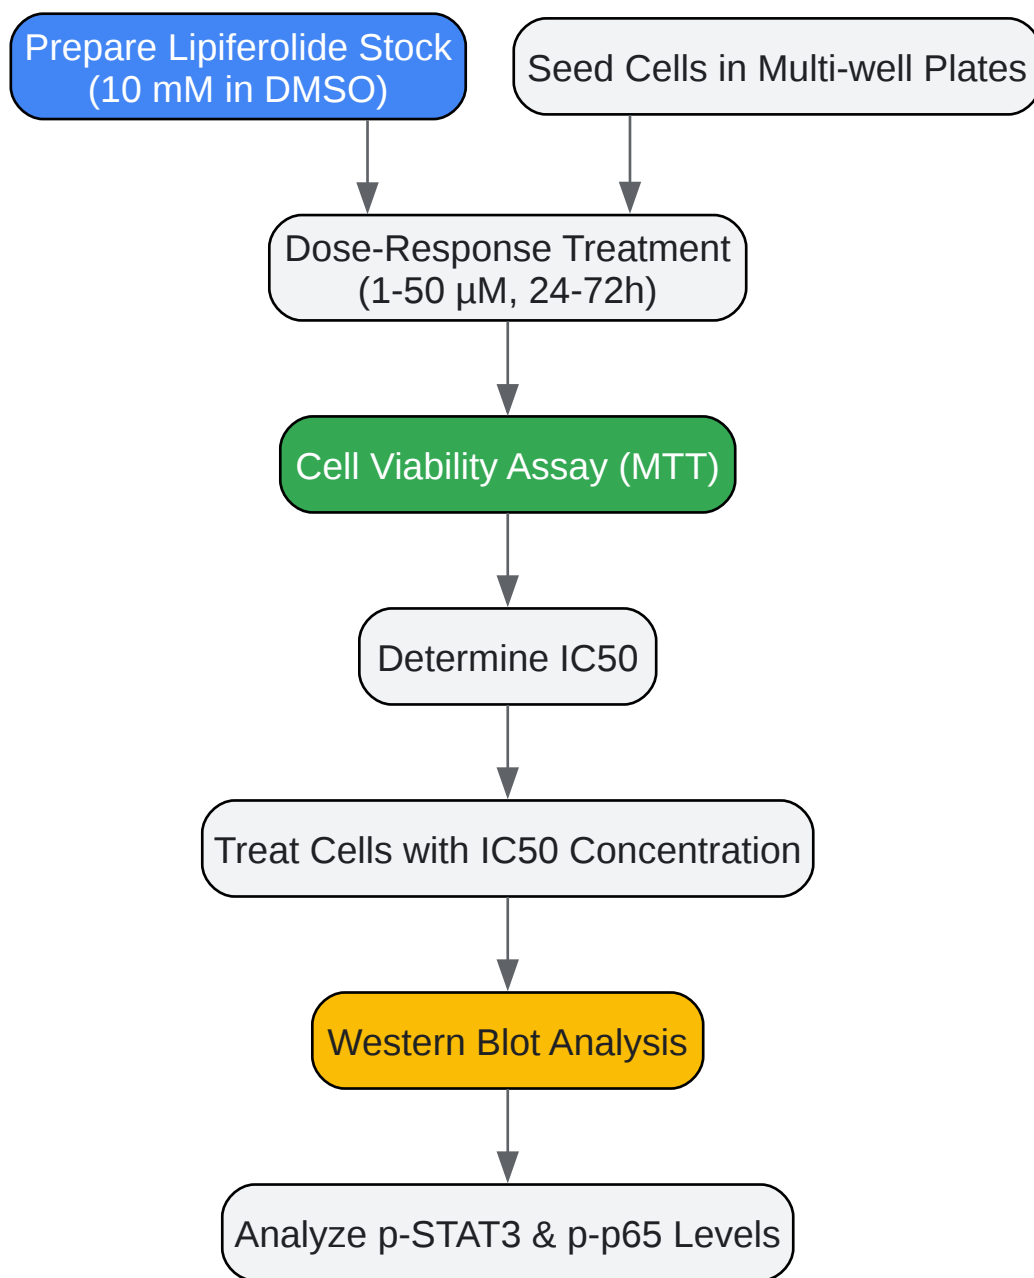 Prepare Lipiferolide Stock
(10 mM in DMSO)
Seed Cells in Multi-well Plates
Dose-Response Treatment
(1-50 µM, 24-72h)
Cell Viability Assay (MTT)
Determine IC50
Treat Cells with IC50 Concentration
Western Blot Analysis
Analyze p-STAT3 & p-p65 Levels